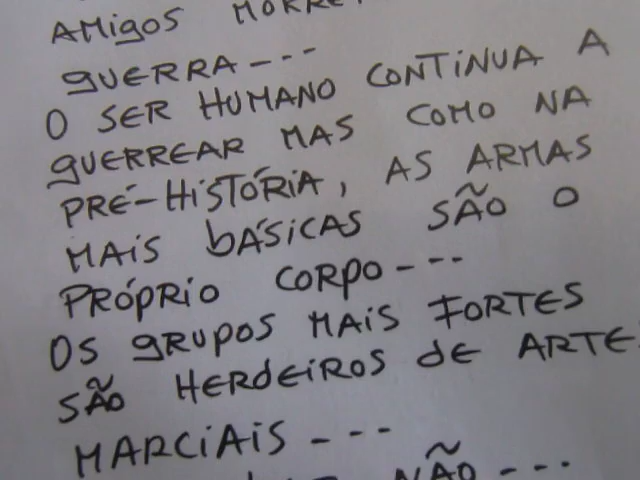 AMigos
gUERRA---
O SER HUMANO CONTiNUA A
gUERREAR MAS COMO NA
PRÉ-HiSTÓRiA, AS ARMAS
MAiS bÁSiCAS SÃO O
PRÓPRiO CORPO---
OS gRUPOS MAiS FORTES
SÃO HERdEiROS dE ARTE
MARCiAiS ---
NÃO ---